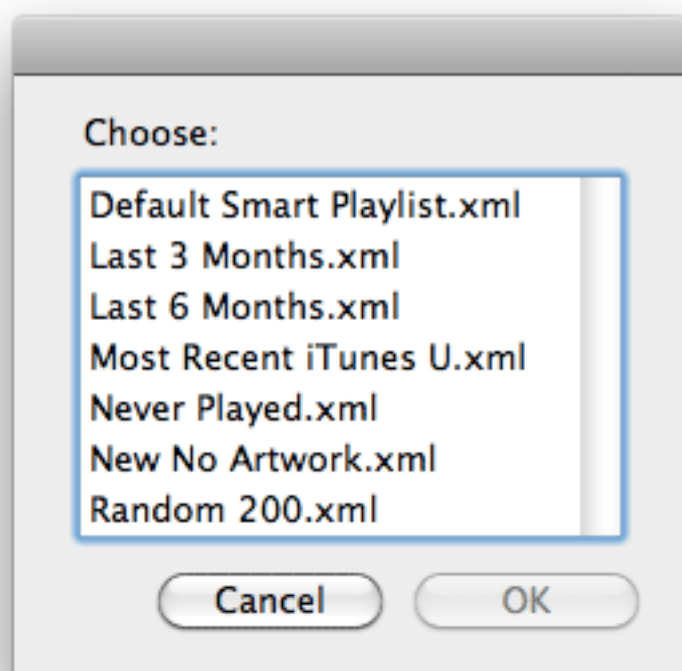 Choose:
Default Smart Playlist.xml
Last 3 Months.xml
Last 6 Months.xml
Most Recent iTunes U.xml
Never Played.xml
New No Artwork.xml
Random 200.xml
Cancel OK